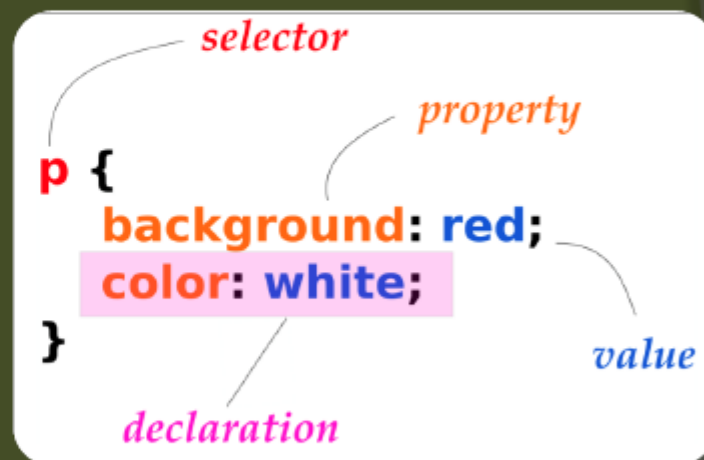 selector
property
p {
background: red;
color: white;
}
value
declaration